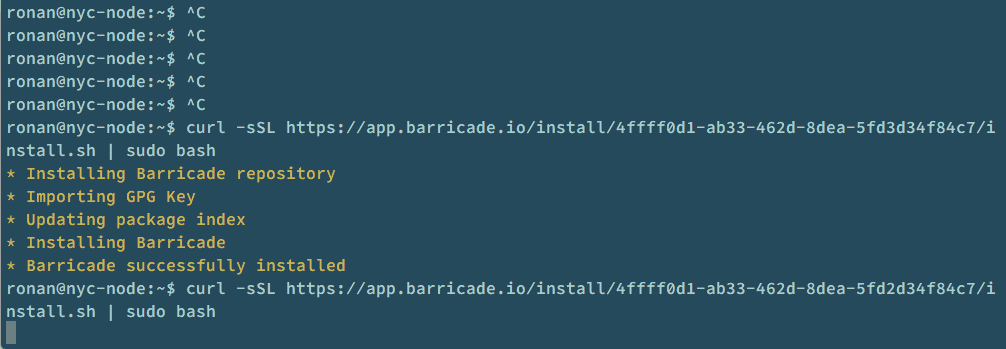 ronan@nyc-node:~$ ^C
ronan@nyc-node:~$ ^C
ronan@nyc-node:~$ ^C
ronan@nyc-node:~$ ^C
ronan@nyc-node:~$ ^C
ronan@nyc-node:~$ curl -sSL https://app.barricade.io/install/4ffff0d1-ab33-462d-8dea-5fd3d34f84c7/i
nstall.sh | sudo bash
* Installing Barricade repository
* Importing GPG Key
* Updating package index
* Installing Barricade
* Barricade successfully installed
ronan@nyc-node:~$ curl -sSL https://app.barricade.io/install/4ffff0d1-ab33-462d-8dea-5fd2d34f84c7/i
nstall.sh | sudo bash